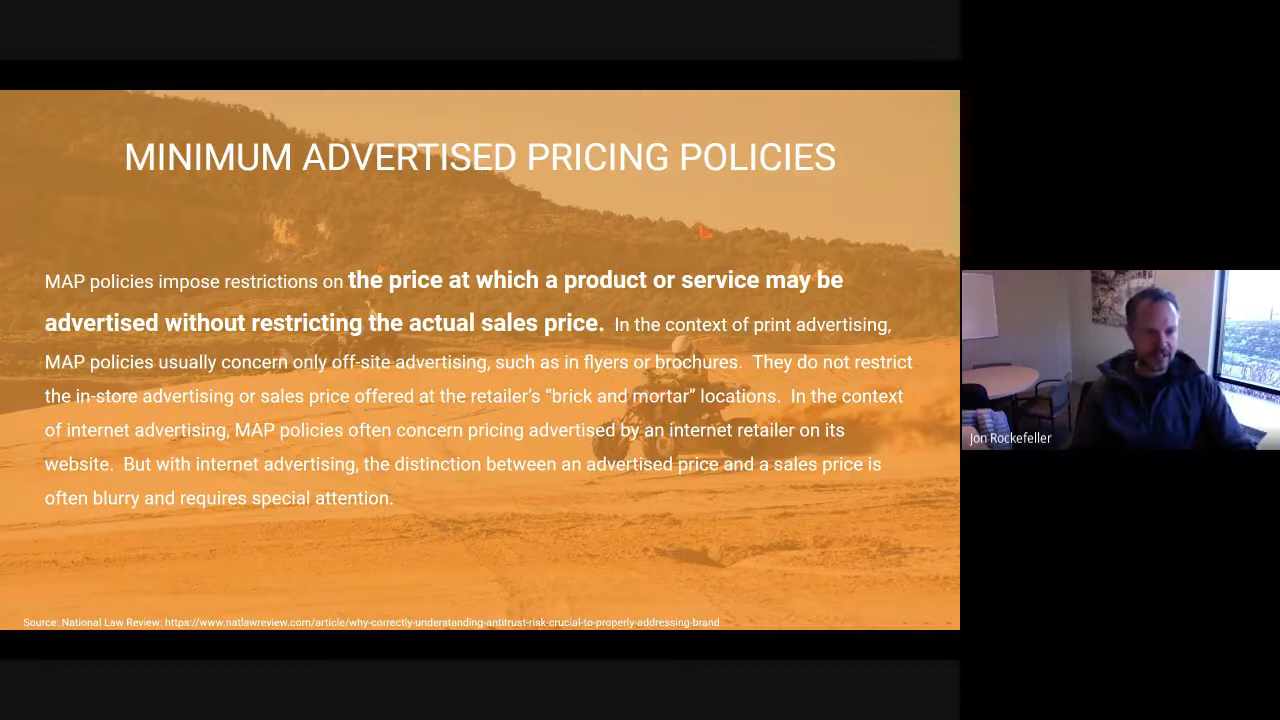 MINIMUM ADVERTISED PRICING POLICIES
MAP policies impose restrictions on the price at which a product or service may be
advertised without restricting the actual sales price.  In the context of print advertising,
MAP policies usually concern only off-site advertising, such as in flyers or brochures.  They do not restrict
the in-store advertising or sales price offered at the retailer’s “brick and mortar” locations.  In the context
of internet advertising, MAP policies often concern pricing advertised by an internet retailer on its
website.  But with internet advertising, the distinction between an advertised price and a sales price is
often blurry and requires special attention.
Source: National Law Review: https://www.natlawreview.com/article/why-correctly-understanding-antitrust-risk-crucial-to-properly-addressing-brand
Jon Rockefeller